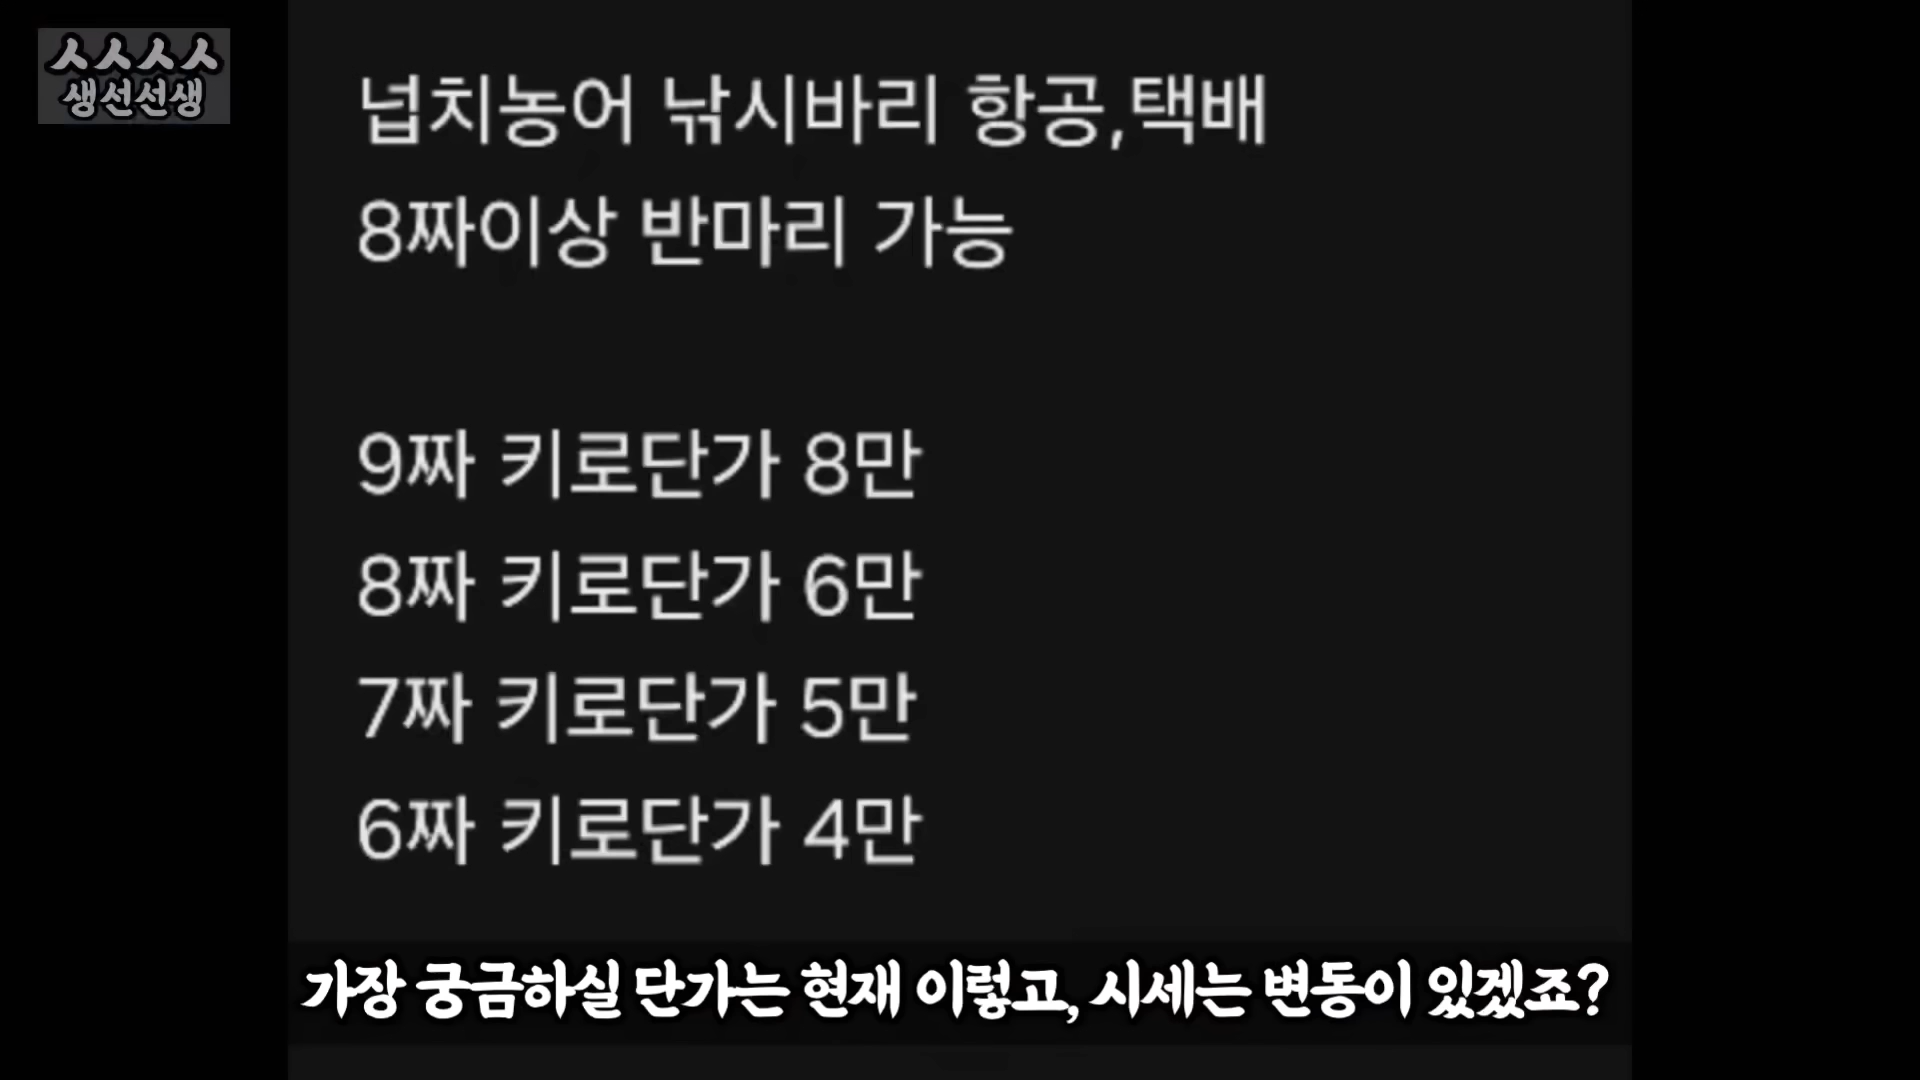 ㅅㅅㅅㅅ
생선선생
넙치농어 낚시바리 항공,택배
8짜이상 반마리 가능
9짜 키로단가 8만
8짜 키로단가 6만
7짜 키로단가 5만
6짜 키로단가 4만
가장 궁금하실 단가는 현재 이렇고, 시세는 변동이 있겠죠?